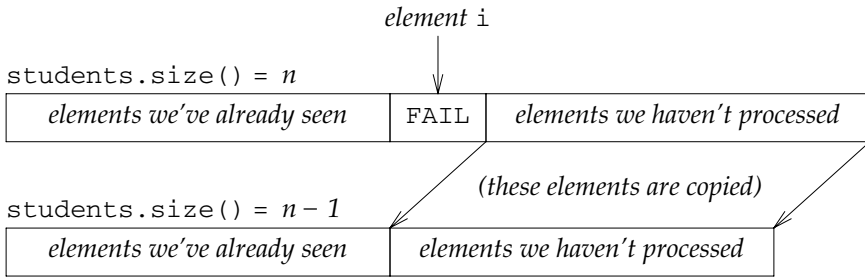 element i
students.size() = n
elements we've already seen FAIL elements we haven't processed
(these elements are copied)
students.size() = n − 1
elements we've already seen elements we haven't processed